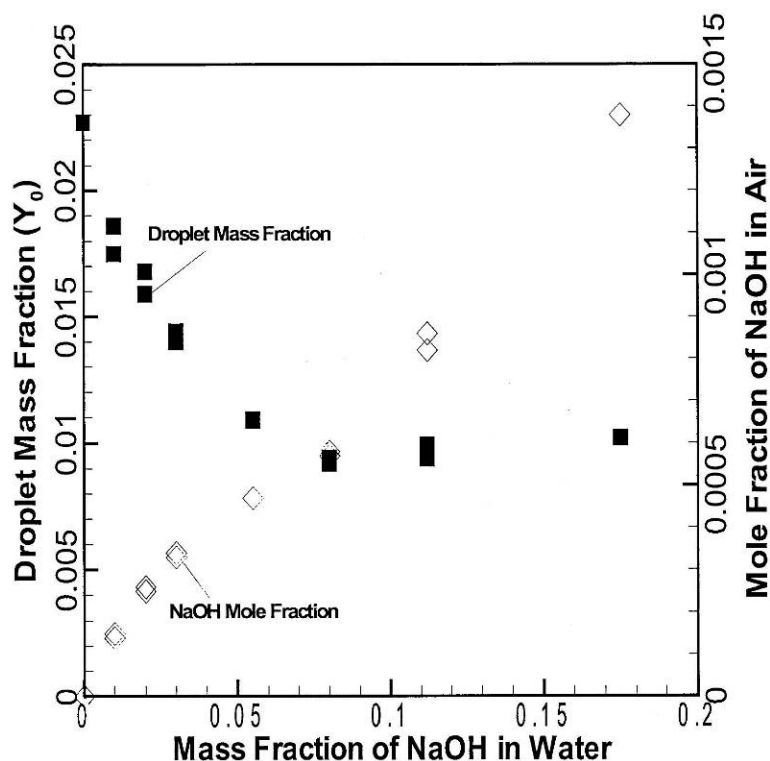 0.025
0.02
0.015
0.01
0.005
0
Droplet Mass Fraction (Y0)
0.0015
0.001
0.0005
0
Mole Fraction of NaOH in Air
Droplet Mass Fraction
NaOH Mole Fraction
0 0.05 0.1 0.15 0.2
Mass Fraction of NaOH in Water